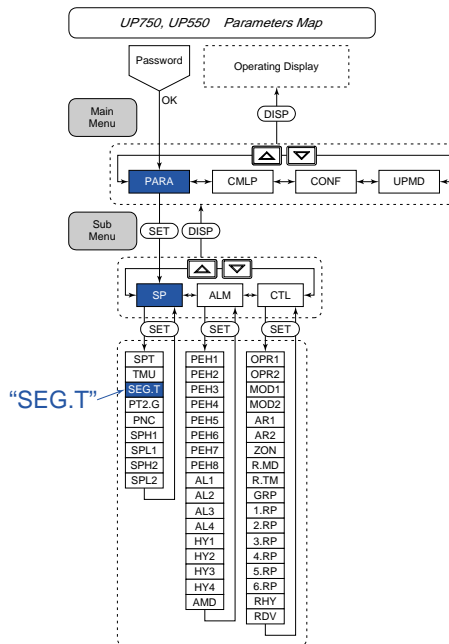 UP750, UP550 Parameters Map
Password
Operating Display
OK
Main
Menu
DISP
PARA
CMLP
CONF
UPMD
Sub
Menu
SET
DISP
SP
ALM
CTL
SET
SET
SET
SPT
TMU
SEG.T
PT2.G
PNC
SPH1
SPL1
SPH2
SPL2
"SEG.T"
PEH1
PEH2
PEH3
PEH4
PEH5
PEH6
PEH7
PEH8
AL1
AL2
AL3
AL4
HY1
HY2
HY3
HY4
AMD
OPR1
OPR2
MOD1
MOD2
AR1
AR2
ZON
R.MD
R.TM
GRP
1.RP
2.RP
3.RP
4.RP
5.RP
6.RP
RHY
RDV